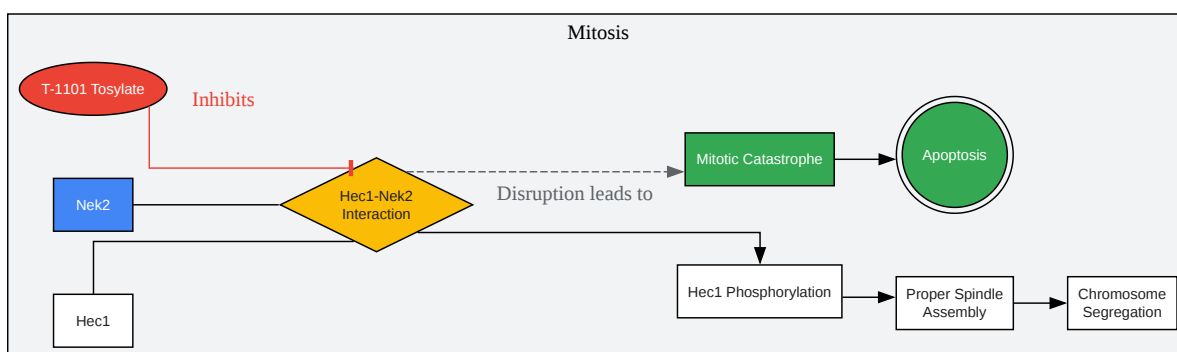 Mitosis
T-1101 Tosylate
Inhibits
Mitotic Catastrophe
Apoptosis
Disruption leads to
Nek2
Hec1-Nek2
Interaction
Hec1
Hec1 Phosphorylation
Proper Spindle
Assembly
Chromosome
Segregation